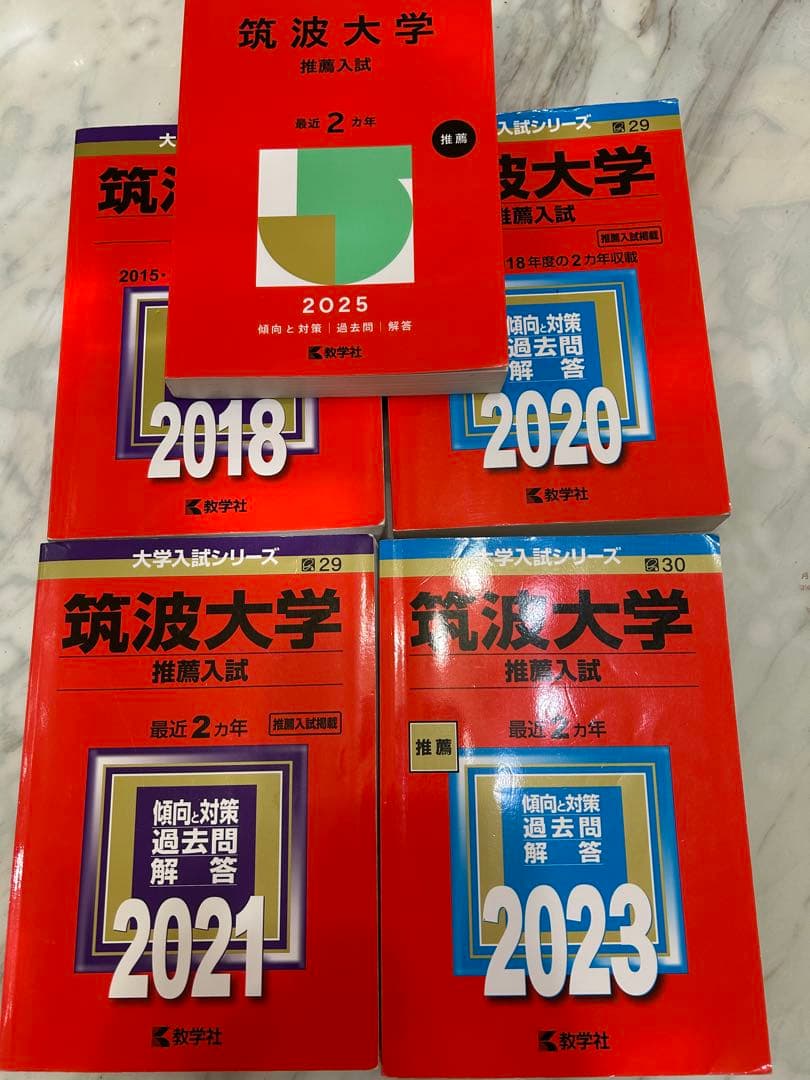 筑波大学
推薦入試
最近2カ年
推薦
2025
傾向と対策|過去問|解答
教学社
大
筑
2015・
2018
教学社
入試シリーズ 29
波大学
推薦入試
推薦入試掲載
18年度の2カ年収載
傾向と対策
過去問
解答
2020
教学社
大学入試シリーズ 29
筑波大学
推薦入試
最近2カ年 推薦入試掲載
傾向と対策
過去問
解答
2021
教学社
大学入試シリーズ 30
筑波大学
推薦入試
最近2カ年
推薦
傾向と対策
過去問
解答
2023
教学社
月